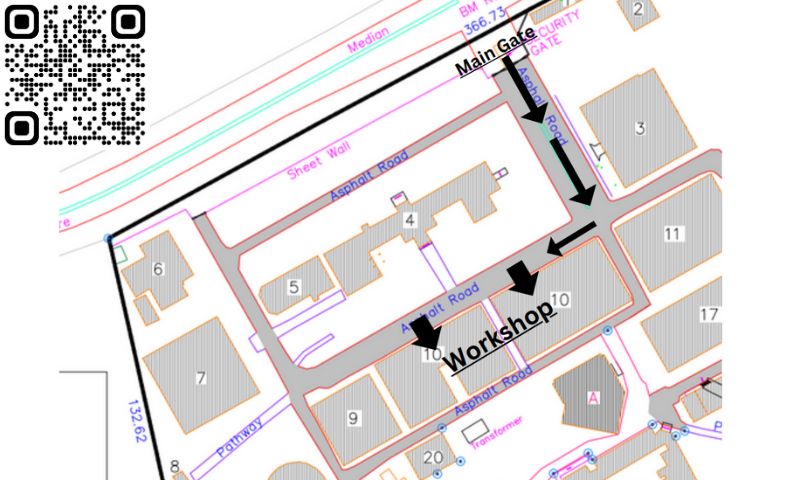 BM
366.73
2
Median
Main Gate
SECURITY
GATE
Asphalt Road
3
Sheet Wall
Asphalt Road
4
11
6
5
10
Asphalt Road
17
Workshop
10
7
Asphalt Road
A
9
132.62
Pathway
Transformer
20
8